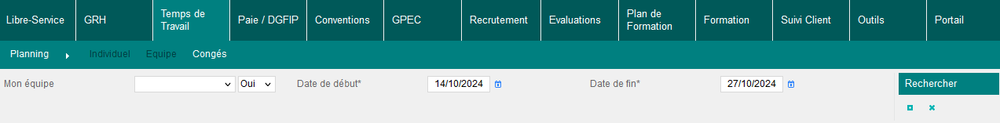 Libre-Service GRH Temps de Travail Paie / DGFIP Conventions GPEC Recrutement Evaluations Plan de Formation Formation Suivi Client Outils Portail
Planning Individuel Equipe Congés
Mon équipe Oui Date de début* 14/10/2024 Date de fin* 27/10/2024 Rechercher